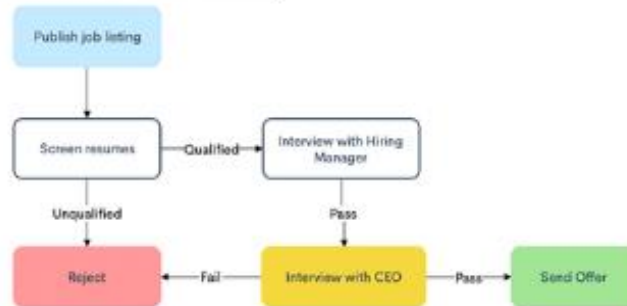 Publish job listing
Screen resumes
Qualified
Interview with Hiring
Manager
Unqualified
Pass
Reject
Fail
Interview with CEO
Pass
Send Offer